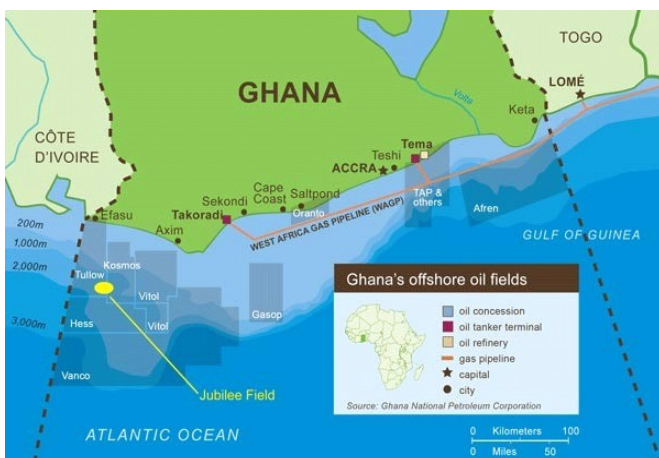 TOGO
GHANA
LOMÉ
Volta
Keta
CÔTE
D'IVOIRE
Tema
Teshi
ACCRA
Cape
Coast
Saltpond
Sekondi
Oranto
TAP &
others
Afren
Efasu
Takoradi
Axim
WEST AFRICA GAS PIPELINE (WAGP)
GULF OF GUINEA
200m
1,000m
2,000m
3,000m
Kosmos
Tullow
Vitol
Vitol
Hess
Gasop
Vanco
Jubilee Field
ATLANTIC OCEAN
Ghana's offshore oil fields
oil concession
oil tanker terminal
oil refinery
gas pipeline
capital
city
Source: Ghana National Petroleum Corporation
0 Kilometers 100
0 Miles 50